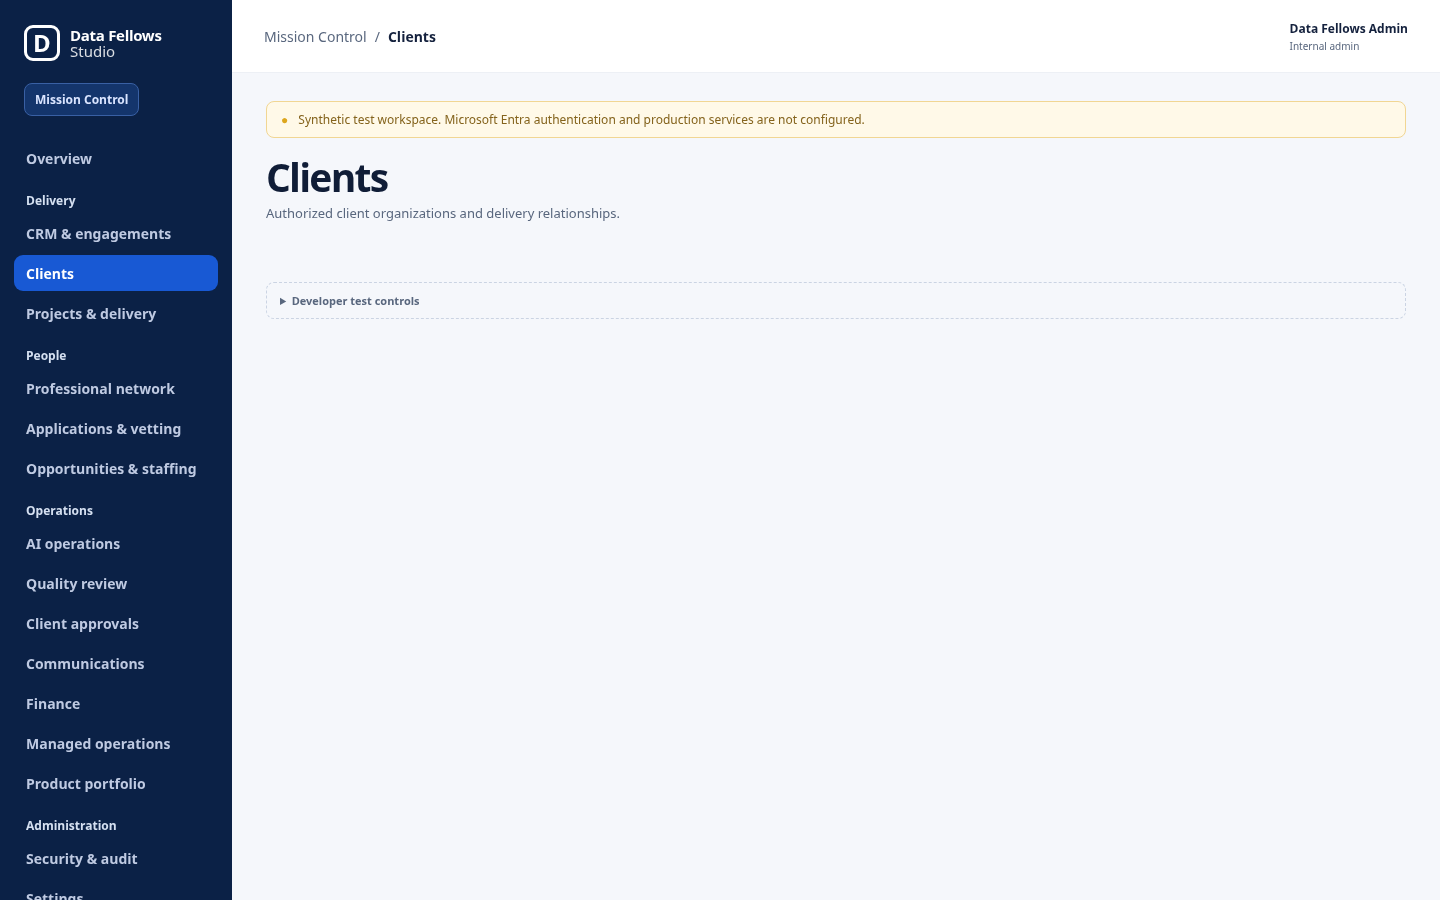 D
Data Fellows
Studio
Mission Control
Overview
Delivery
CRM & engagements
Clients
Projects & delivery
People
Professional network
Applications & vetting
Opportunities & staffing
Operations
AI operations
Quality review
Client approvals
Communications
Finance
Managed operations
Product portfolio
Administration
Security & audit
Settings
Mission Control / Clients
Data Fellows Admin
Internal admin
Synthetic test workspace. Microsoft Entra authentication and production services are not configured.
Clients
Authorized client organizations and delivery relationships.
Developer test controls